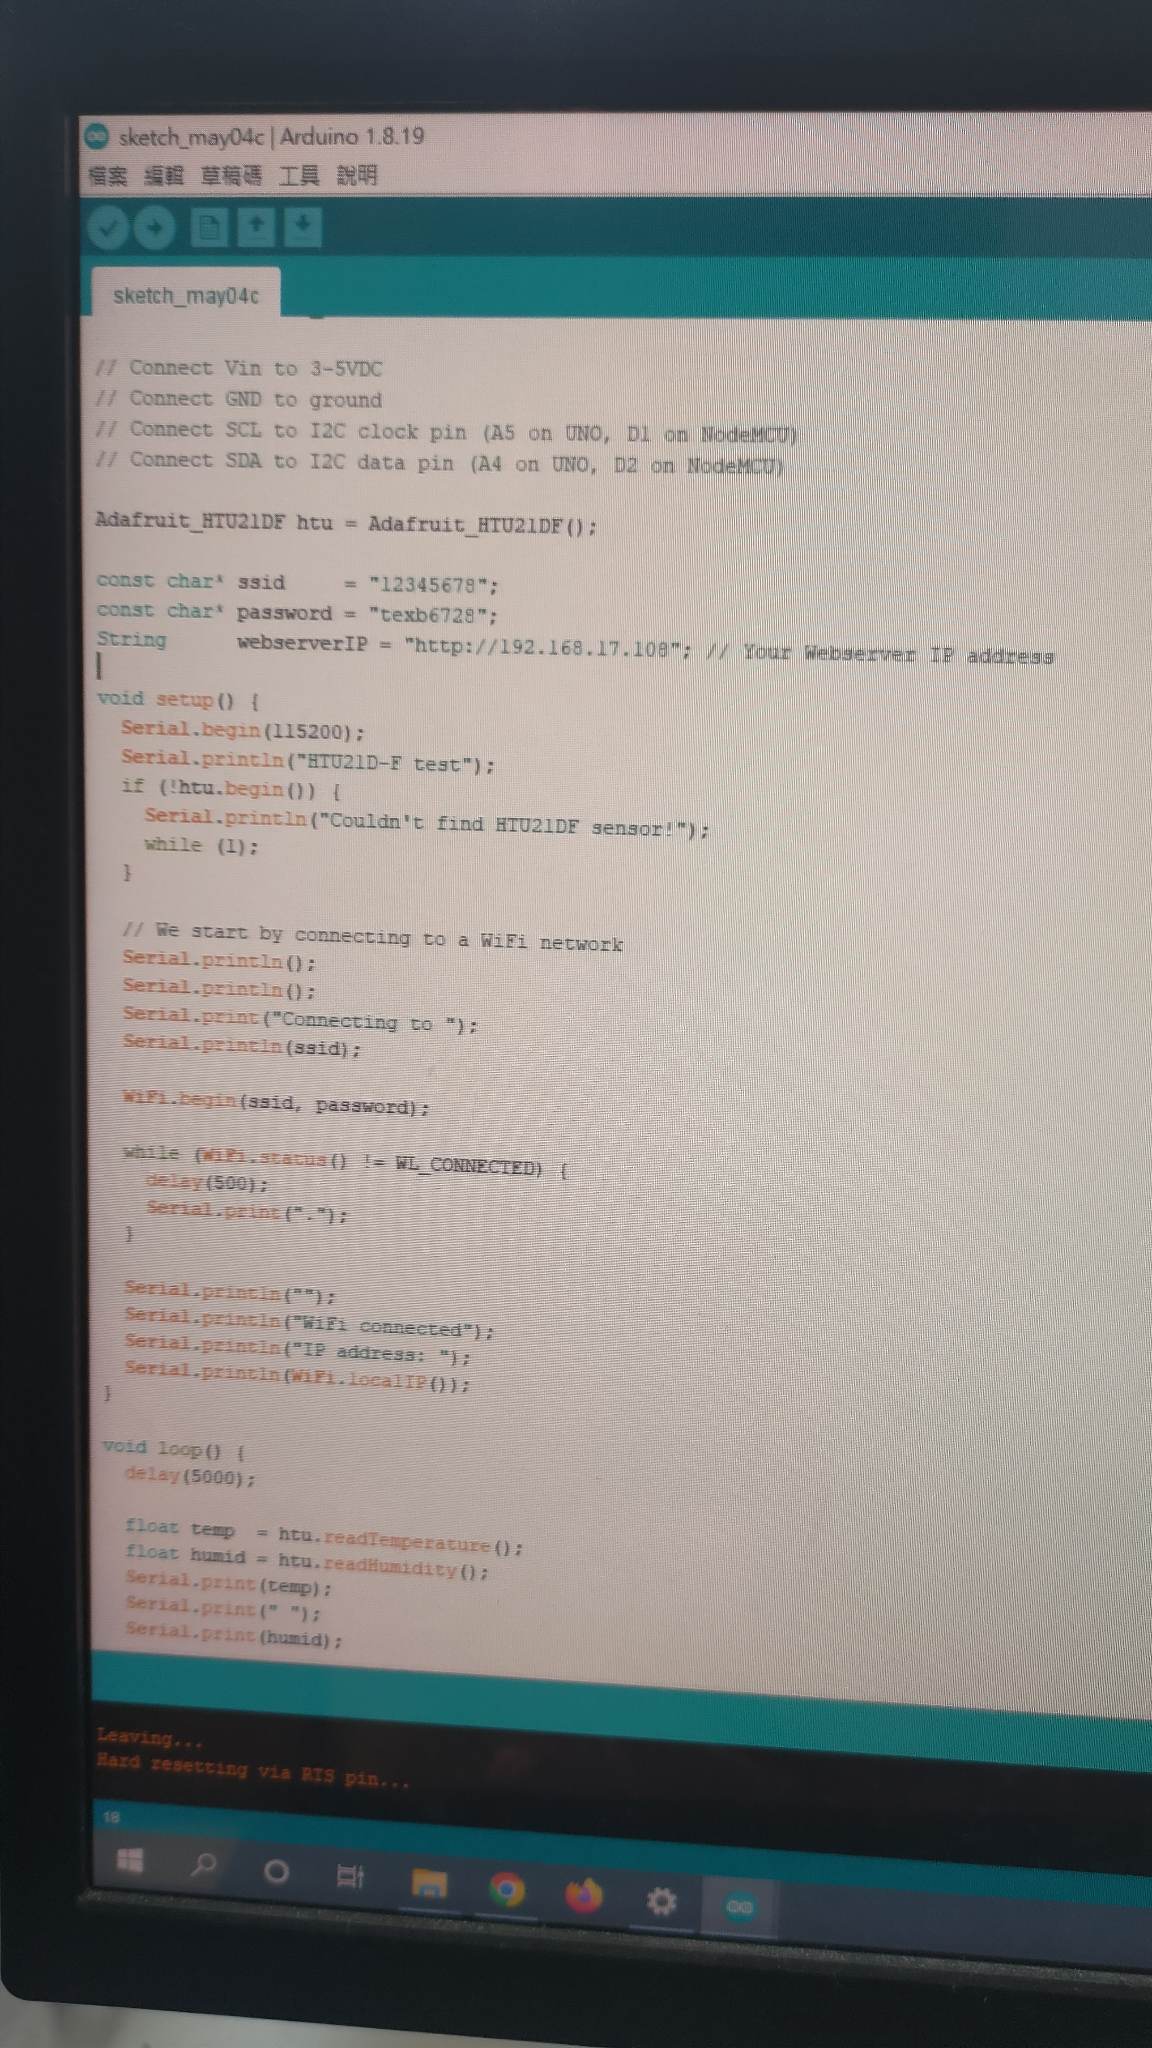 sketch_may04c | Arduino 1.8.19
檔案 編輯 草稿碼 工具 說明
sketch_may04c
// Connect Vin to 3-5VDC
// Connect GND to ground
// Connect SCL to I2C clock pin (A5 on UNO, D1 on NodeMCU)
// Connect SDA to I2C data pin (A4 on UNO, D2 on NodeMCU)
Adafruit_HTU21DF htu = Adafruit_HTU21DF();
const char* ssid = "12345678";
const char* password = "texb6728";
String webserverIP = "http://192.168.17.108"; // Your Webserver IP address
void setup() {
Serial.begin(115200);
Serial.println("HTU21D-F test");
if (!htu.begin()) {
Serial.println("Couldn't find HTU21DF sensor!");
while (1);
}
// We start by connecting to a WiFi network
Serial.println();
Serial.println();
Serial.print("Connecting to ");
Serial.println(ssid);
WiFi.begin(ssid, password);
while (WiFi.status() != WL_CONNECTED) {
delay(500);
Serial.print(".");
}
Serial.println("");
Serial.println("WiFi connected");
Serial.println("IP address: ");
Serial.println(WiFi.localIP());
}
void loop() {
delay(5000);
float temp = htu.readTemperature();
float humid = htu.readHumidity();
Serial.print(temp);
Serial.print(" ");
Serial.print(humid);
Leaving...
Hard resetting via RTS pin...
18